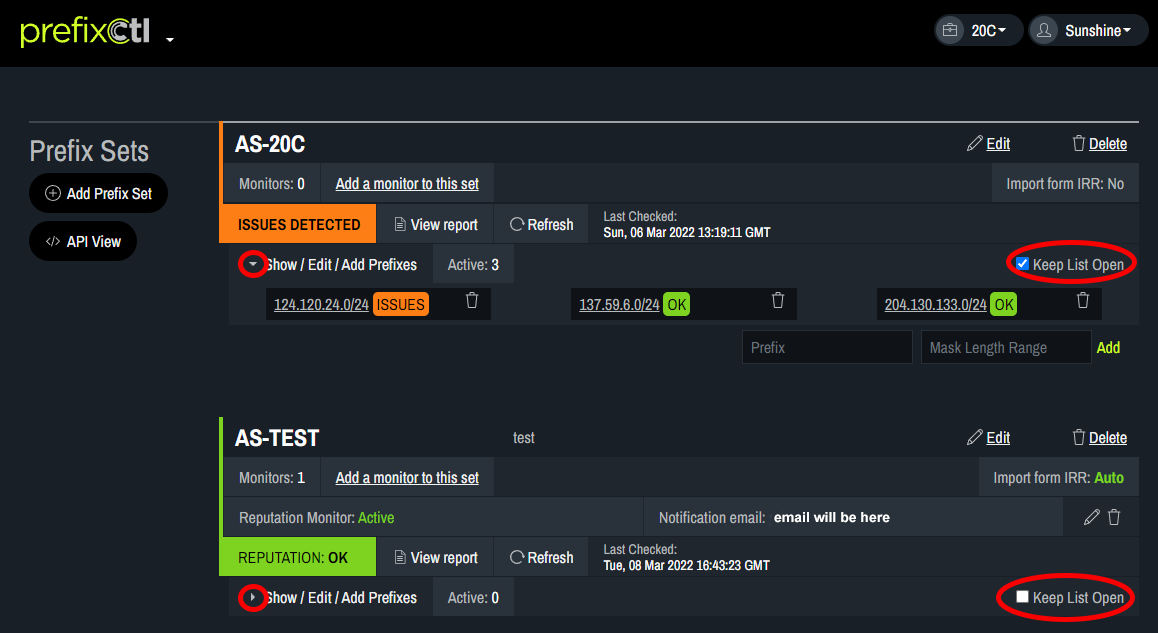 prefixctl
20C
Sunshine
Prefix Sets
Add Prefix Set
</> API View
AS-20C
Edit
Delete
Monitors: 0
Add a monitor to this set
Import form IRR: No
ISSUES DETECTED
View report
Refresh
Last Checked:
Sun, 06 Mar 2022 13:19:11 GMT
Show / Edit / Add Prefixes
Active: 3
Keep List Open
124.120.24.0/24 ISSUES
137.59.6.0/24 OK
204.130.133.0/24 OK
Prefix
Mask Length Range
Add
AS-TEST
test
Edit
Delete
Monitors: 1
Add a monitor to this set
Import form IRR: Auto
Reputation Monitor: Active
Notification email: email will be here
REPUTATION: OK
View report
Refresh
Last Checked:
Tue, 08 Mar 2022 16:43:23 GMT
Show / Edit / Add Prefixes
Active: 0
Keep List Open